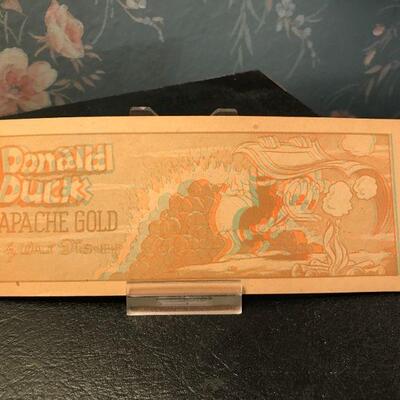 Donald
Duck
APACHE GOLD
by Walt Disney